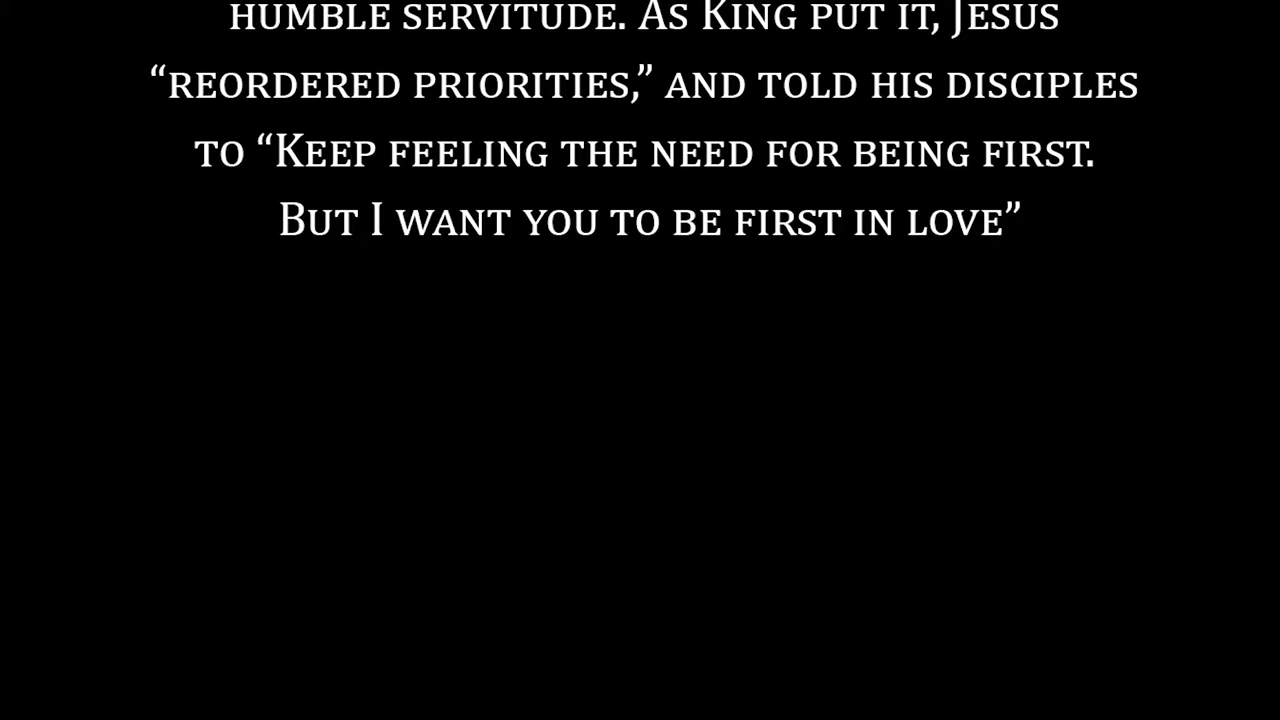 HUMBLE SERVITUDE. AS KING PUT IT, JESUS
“REORDERED PRIORITIES,” AND TOLD HIS DISCIPLES
TO “KEEP FEELING THE NEED FOR BEING FIRST.
BUT I WANT YOU TO BE FIRST IN LOVE”